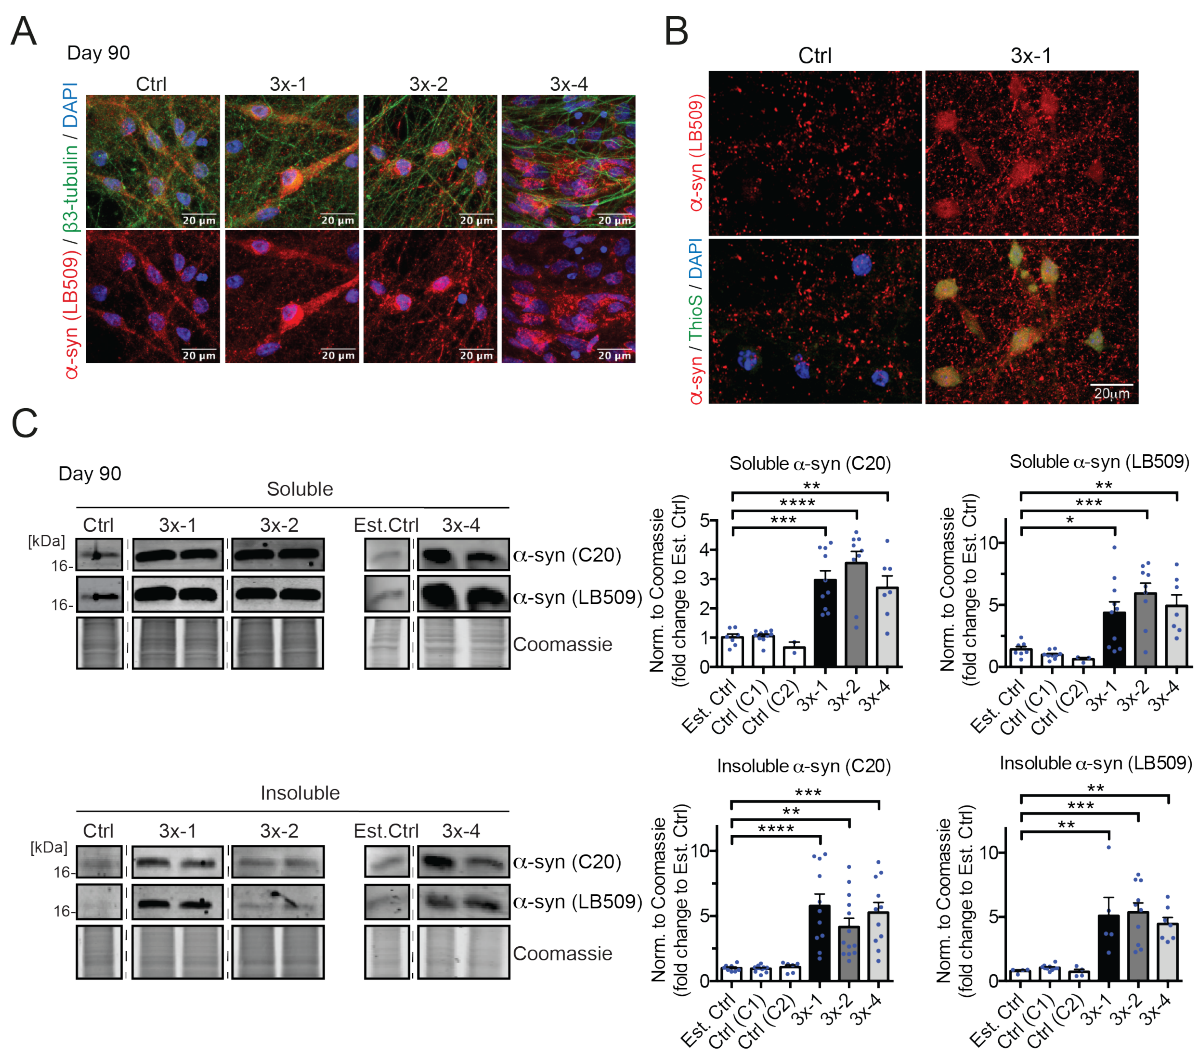 A
Day 90
Ctrl
3x-1
3x-2
3x-4
α-syn (LB509) / β3-tubulin / DAPI
20 µm
20 µm
20 µm
20 µm
20 µm
20 µm
20 µm
20 µm
B
Ctrl
3x-1
α-syn (LB509)
α-syn / ThioS / DAPI
20µm
C
Day 90
Soluble
Ctrl
3x-1
3x-2
Est.Ctrl
3x-4
[kDa]
16-
α-syn (C20)
16-
α-syn (LB509)
Coomassie
Insoluble
Ctrl
3x-1
3x-2
Est.Ctrl
3x-4
[kDa]
16-
α-syn (C20)
16-
α-syn (LB509)
Coomassie
Soluble α-syn (C20)
**
****
***
Norm. to Coomassie
(fold change to Est. Ctrl)
5
4
3
2
1
0
Est. Ctrl
Ctrl (C1)
Ctrl (C2)
3x-1
3x-2
3x-4
Soluble α-syn (LB509)
**
***
*
Norm. to Coomassie
(fold change to Est. Ctrl)
10
5
0
Est. Ctrl
Ctrl (C1)
Ctrl (C2)
3x-1
3x-2
3x-4
Insoluble α-syn (C20)
***
**
****
Norm. to Coomassie
(fold change to Est. Ctrl)
10
5
0
Est. Ctrl
Ctrl (C1)
Ctrl (C2)
3x-1
3x-2
3x-4
Insoluble α-syn (LB509)
**
***
**
Norm. to Coomassie
(fold change to Est. Ctrl)
10
5
0
Est. Ctrl
Ctrl (C1)
Ctrl (C2)
3x-1
3x-2
3x-4